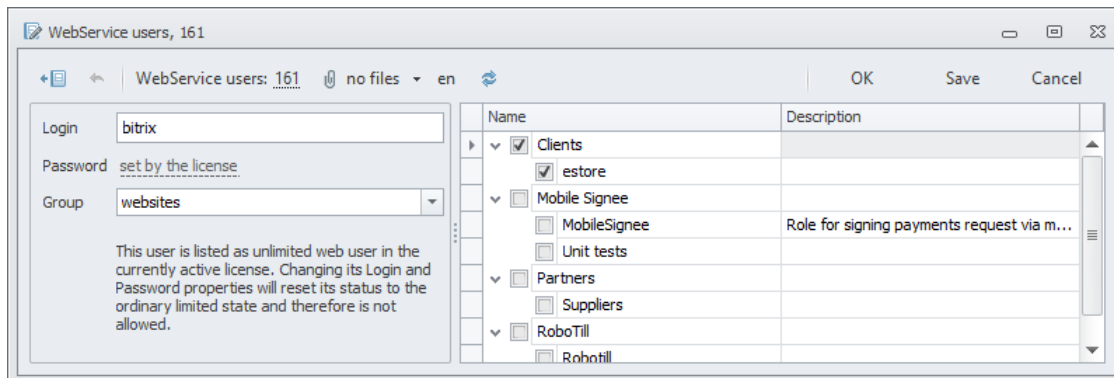 WebService users, 161
WebService users: 161 no files en OK Save Cancel
Login bitrix
Password set by the license
Group websites
This user is listed as unlimited web user in the
currently active license. Changing its Login and
Password properties will reset its status to the
ordinary limited state and therefore is not
allowed.
Name Description
Clients
estore
Mobile Signee
MobileSignee Role for signing payments request via m...
Unit tests
Partners
Suppliers
RoboTill
Robotill